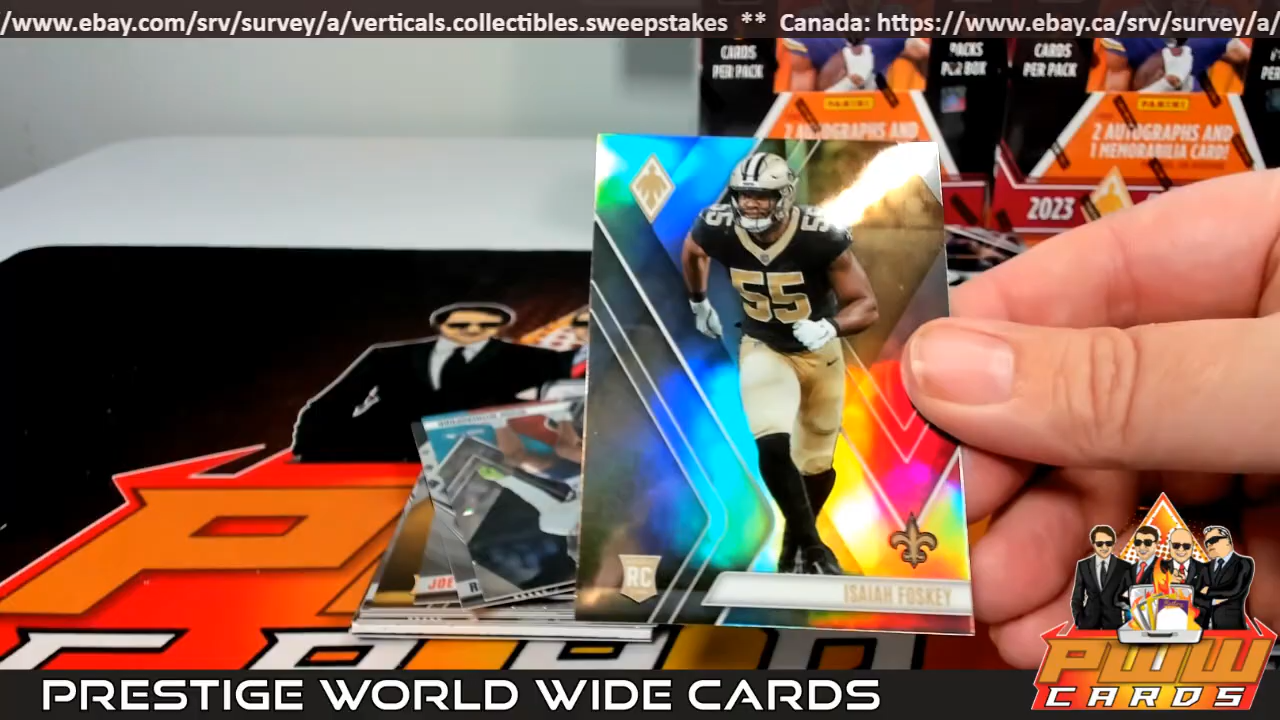 /www.ebay.com/srv/survey/a/verticals.collectibles.sweepstakes ** Canada: https://www.ebay.ca/srv/survey/a/
CARDS
PER PACK
PACKS
PER BOX
CARDS
PER PACK
PANINI
PANINI
2 AUTOGRAPHS AND
2 AUTOGRAPHS AND
1 MEMORABILIA CARD!
2023
55
55
55
RC
ISAIAH FOSKEY
JOE
R
PWW
CARDS
PRESTIGE WORLD WIDE CARDS